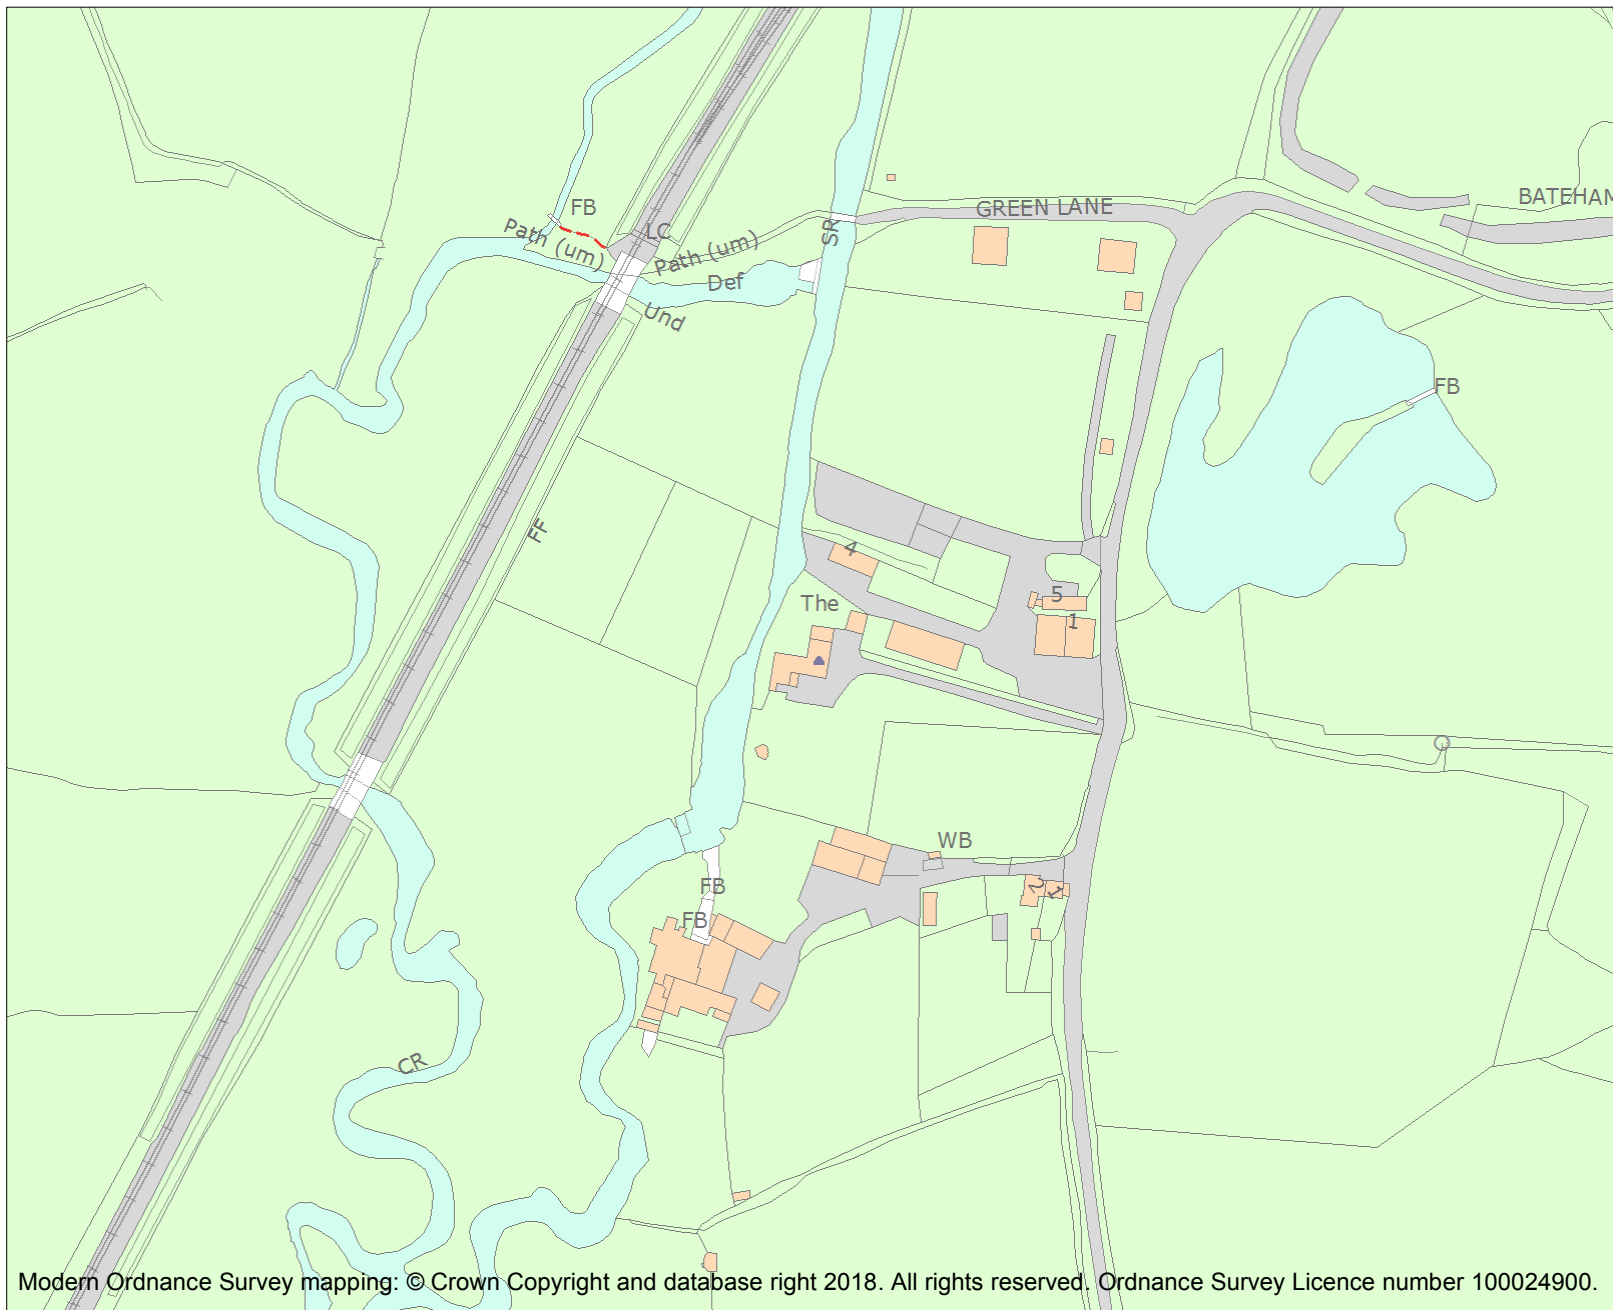 BATEHAM
FB
GREEN LANE
Path (um)
LC
SR
Path (um)
Def
Und
FB
FF
4
5
The
1
WB
FB
2
1
FB
CR
Modern Ordnance Survey mapping: © Crown Copyright and database right 2018. All rights reserved. Ordnance Survey Licence number 100024900.